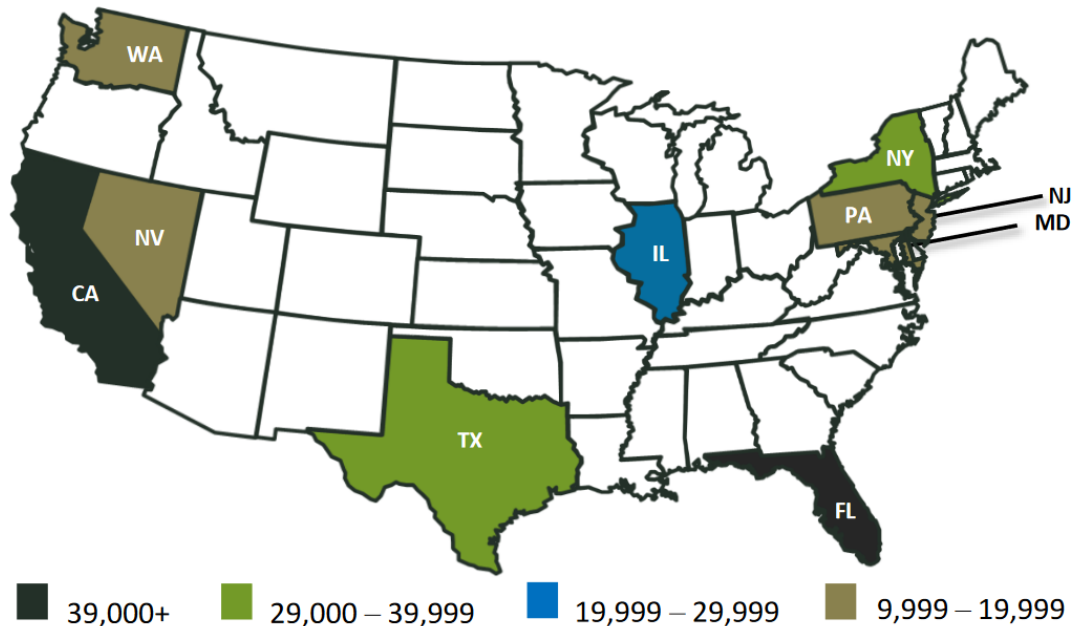 WA
NY
NJ
PA
MD
NV
IL
CA
TX
FL
39,000+
29,000 – 39,999
19,999 – 29,999
9,999 – 19,999